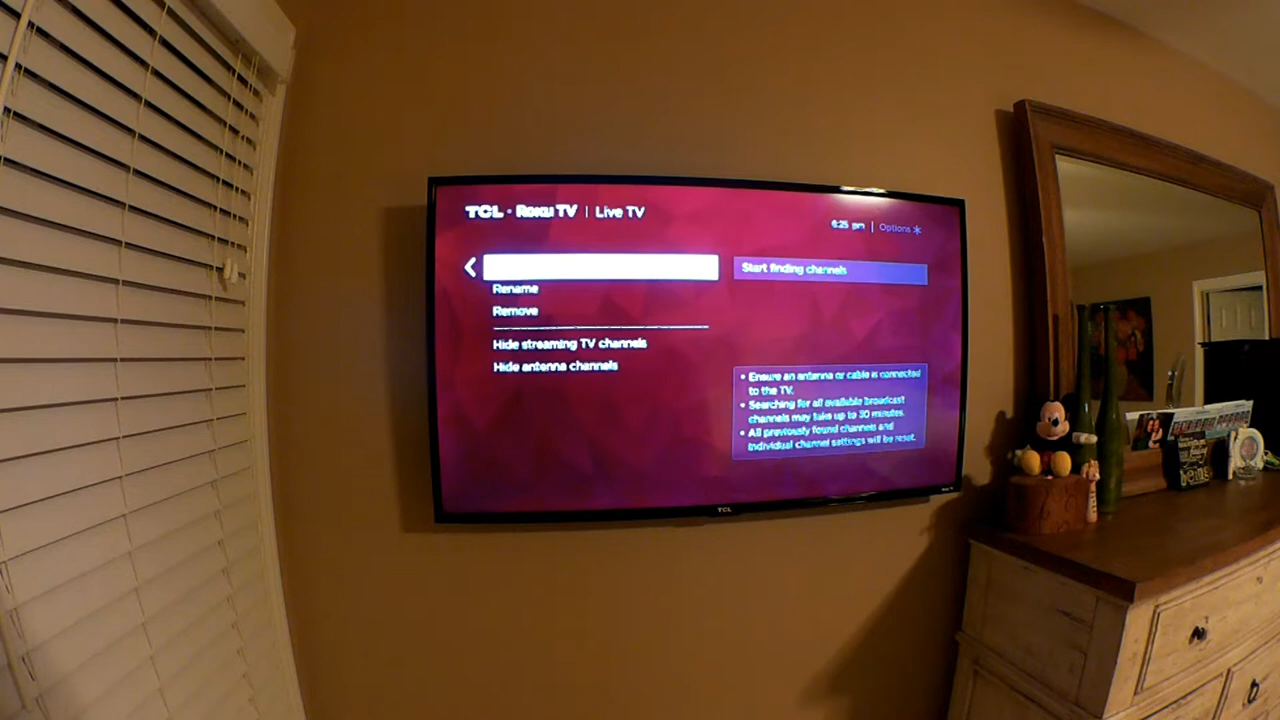 TCL • Roku TV | Live TV
6:25 pm | Options
Start finding channels
Rename
Remove
Hide streaming TV channels
Hide antenna channels
• Ensure an antenna or cable is connected
to the TV.
• Searching for all available broadcast
channels may take up to 30 minutes.
• All previously found channels and
individual channel settings will be reset.
TCL